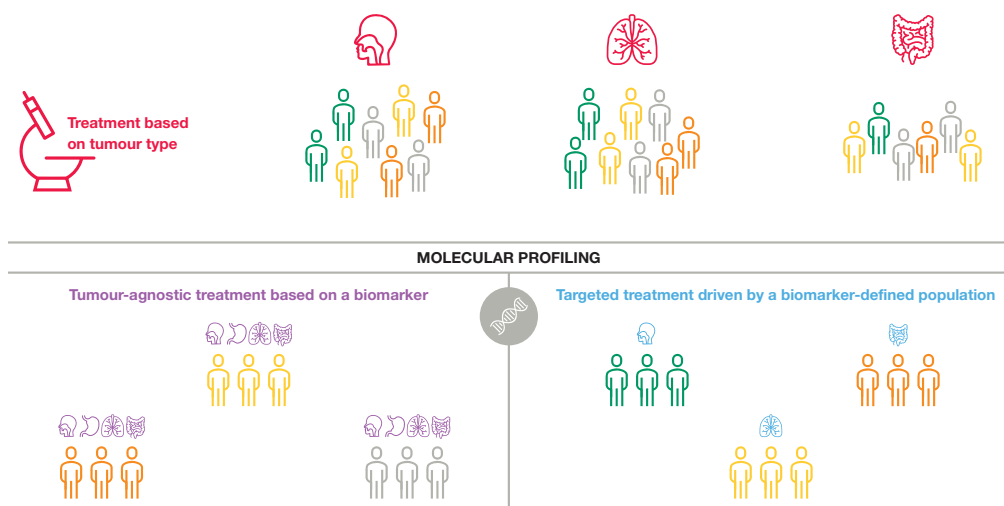 Treatment based
on tumour type
MOLECULAR PROFILING
Tumour-agnostic treatment based on a biomarker
Targeted treatment driven by a biomarker-defined population